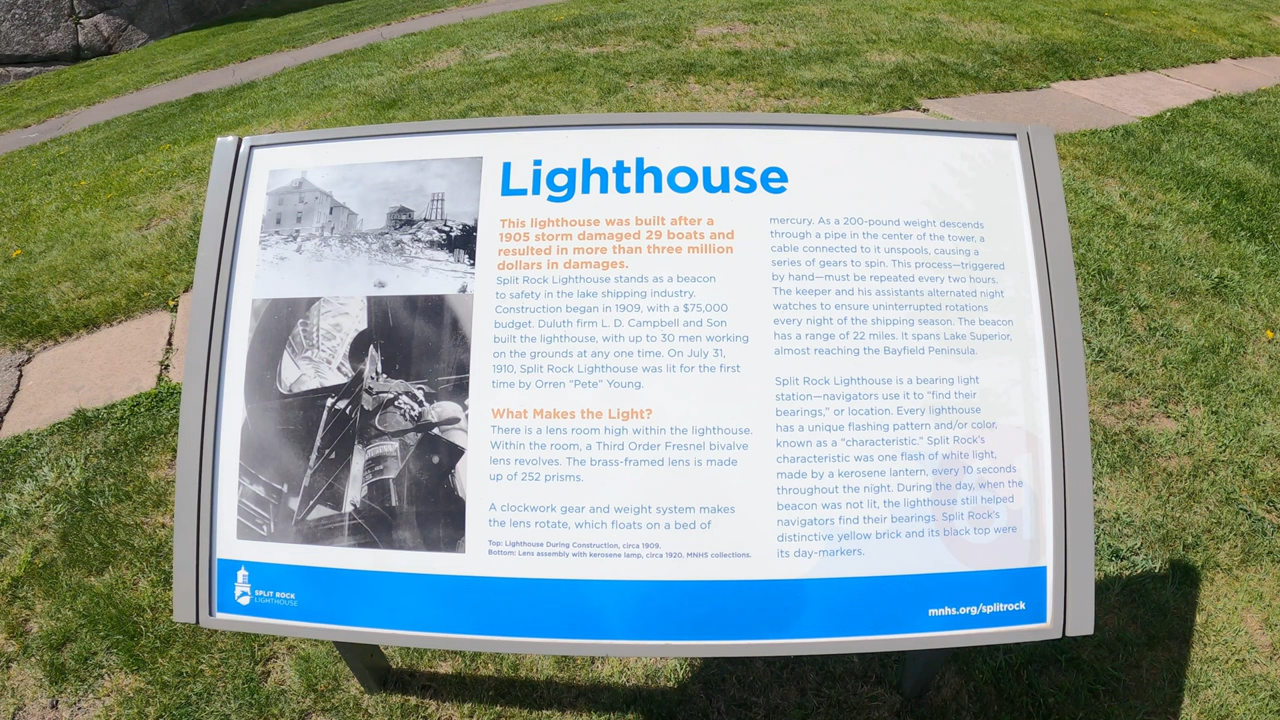 Lighthouse
This lighthouse was built after a
1905 storm damaged 29 boats and
resulted in more than three million
dollars in damages.
Split Rock Lighthouse stands as a beacon
to safety in the lake shipping industry.
Construction began in 1909, with a $75,000
budget. Duluth firm L. D. Campbell and Son
built the lighthouse, with up to 30 men working
on the grounds at any one time. On July 31,
1910, Split Rock Lighthouse was lit for the first
time by Orren “Pete” Young.
What Makes the Light?
There is a lens room high within the lighthouse.
Within the room, a Third Order Fresnel bivalve
lens revolves. The brass-framed lens is made
up of 252 prisms.
A clockwork gear and weight system makes
the lens rotate, which floats on a bed of
mercury. As a 200-pound weight descends
through a pipe in the center of the tower, a
cable connected to it unspools, causing a
series of gears to spin. This process—triggered
by hand—must be repeated every two hours.
The keeper and his assistants alternated night
watches to ensure uninterrupted rotations
every night of the shipping season. The beacon
has a range of 22 miles. It spans Lake Superior,
almost reaching the Bayfield Peninsula.
Split Rock Lighthouse is a bearing light
station—navigators use it to “find their
bearings,” or location. Every lighthouse
has a unique flashing pattern and/or color,
known as a “characteristic.” Split Rock’s
characteristic was one flash of white light,
made by a kerosene lantern, every 10 seconds
throughout the night. During the day, when the
beacon was not lit, the lighthouse still helped
navigators find their bearings. Split Rock’s
distinctive yellow brick and its black top were
its day-markers.
Top: Lighthouse During Construction, circa 1909.
Bottom: Lens assembly with kerosene lamp, circa 1920. MNHS collections.
SPLIT ROCK
LIGHTHOUSE
mnhs.org/splitrock